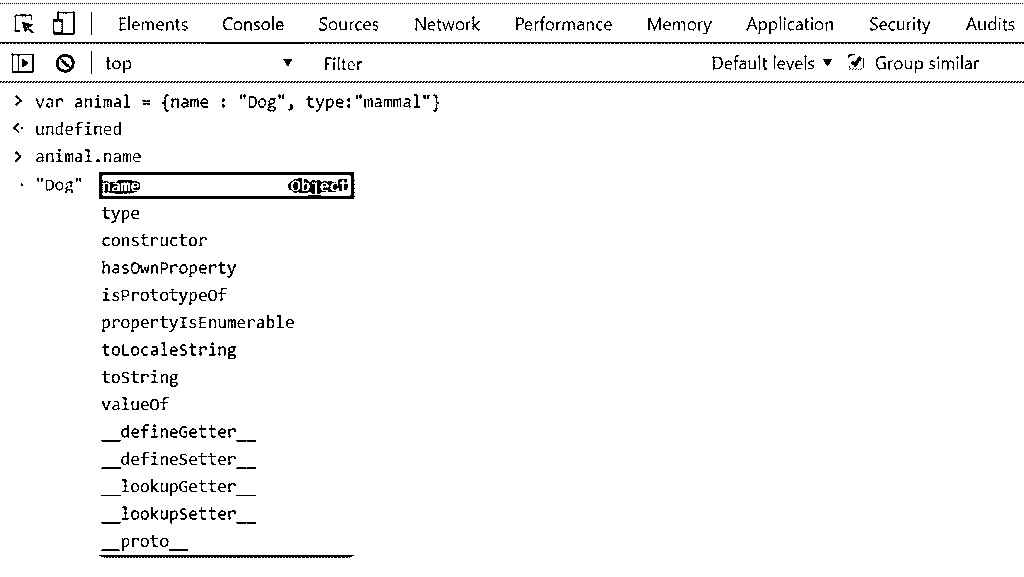 Elements Console Sources Network Performance Memory Application Security Audits
top Filter Default levels Group similar
var animal = {name : "Dog", type:"mammal"}
undefined
animal.name
"Dog" name Object
type
constructor
hasOwnProperty
isPrototypeOf
propertyIsEnumerable
toLocaleString
toString
valueOf
__defineGetter__
__defineSetter__
__lookupGetter__
__lookupSetter__
__proto__